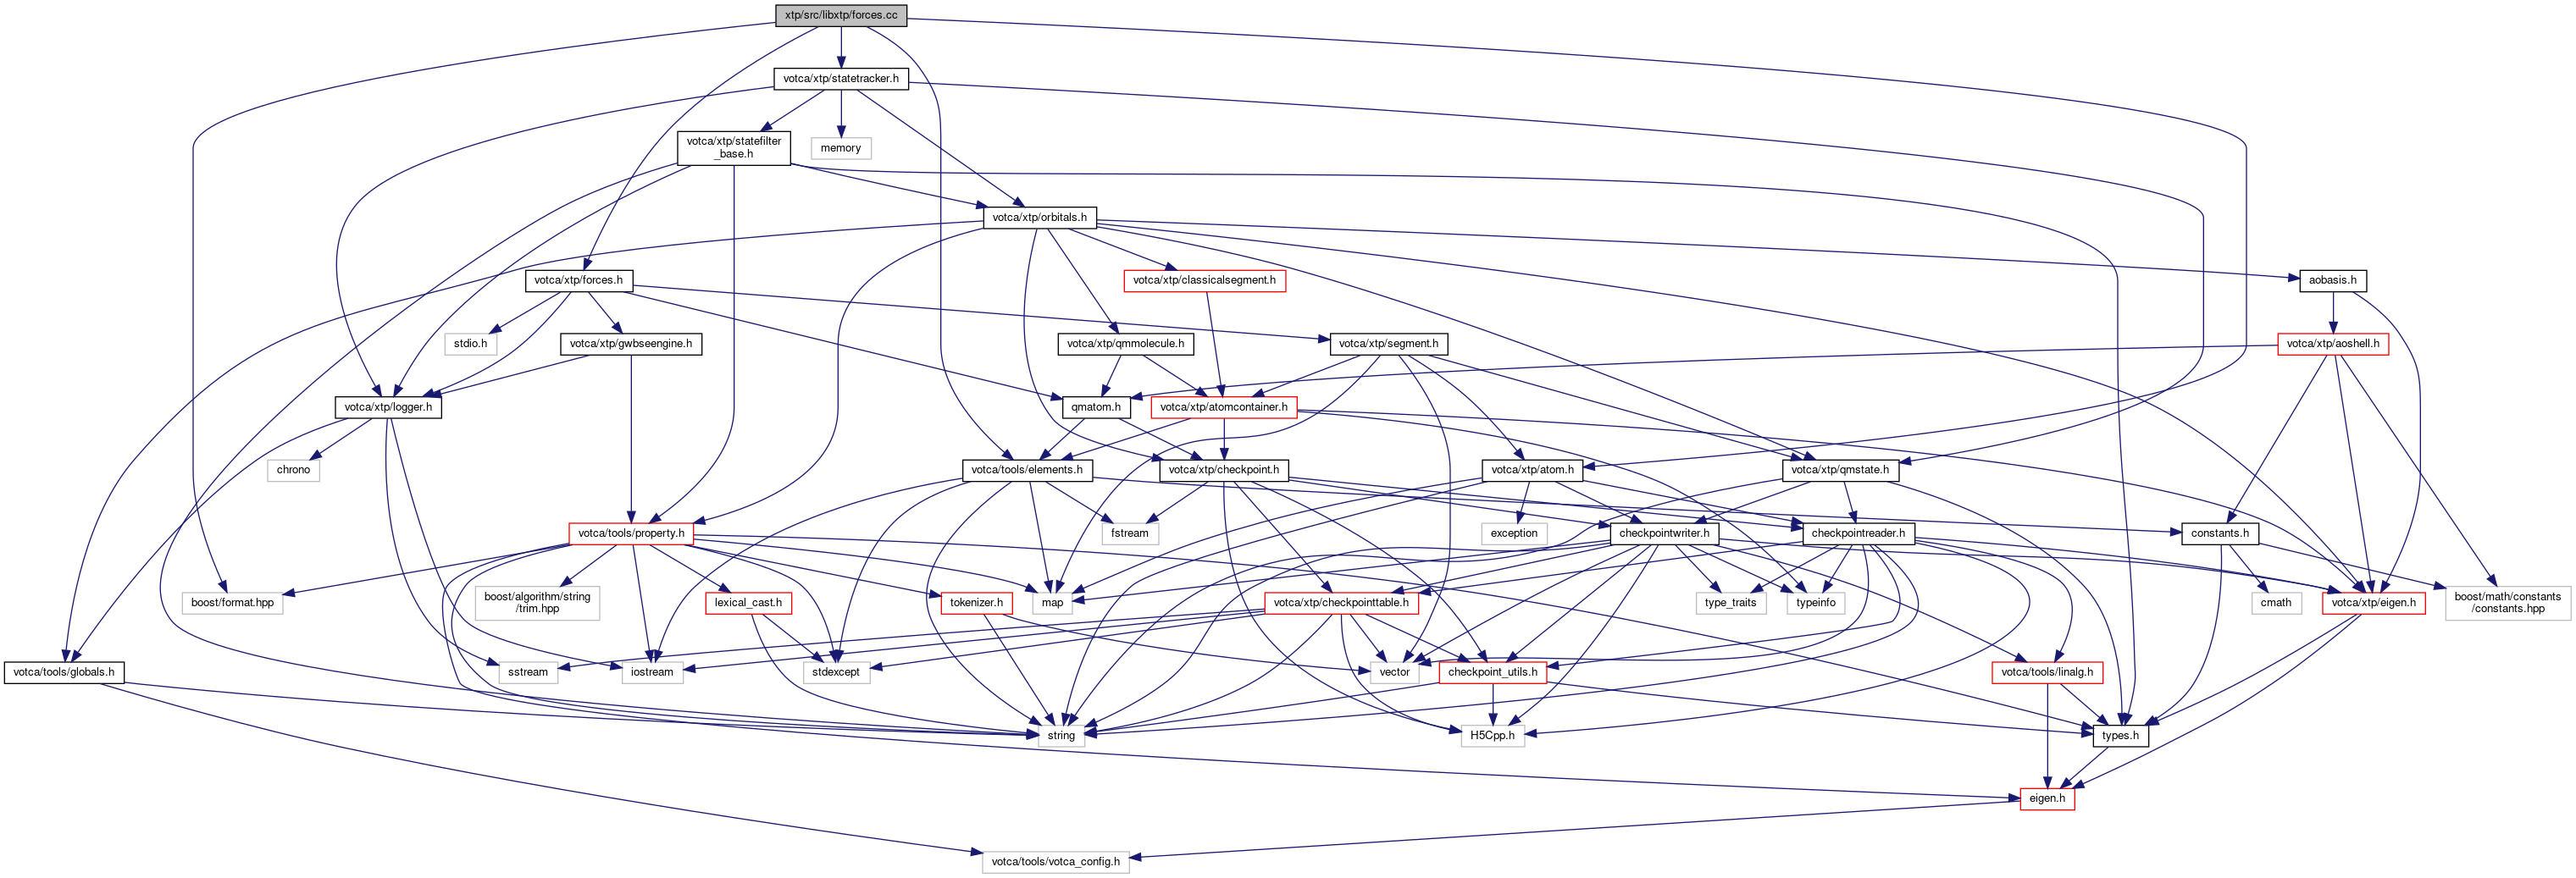 xtp/src/libxtp/forces.cc
votca/xtp/statetracker.h
votca/xtp/statefilter
_base.h
memory
votca/xtp/orbitals.h
votca/xtp/forces.h
votca/xtp/classicalsegment.h
aobasis.h
stdio.h
votca/xtp/gwbseengine.h
votca/xtp/qmmolecule.h
votca/xtp/segment.h
votca/xtp/aoshell.h
votca/xtp/logger.h
qmatom.h
votca/xtp/atomcontainer.h
chrono
votca/tools/elements.h
votca/xtp/checkpoint.h
votca/xtp/atom.h
votca/xtp/qmstate.h
votca/tools/property.h
fstream
exception
checkpointwriter.h
checkpointreader.h
constants.h
boost/format.hpp
boost/algorithm/string
/trim.hpp
lexical_cast.h
tokenizer.h
map
votca/xtp/checkpointtable.h
type_traits
typeinfo
votca/xtp/eigen.h
cmath
boost/math/constants
/constants.hpp
votca/tools/globals.h
sstream
iostream
stdexcept
vector
checkpoint_utils.h
votca/tools/linalg.h
string
H5Cpp.h
types.h
eigen.h
votca/tools/votca_config.h